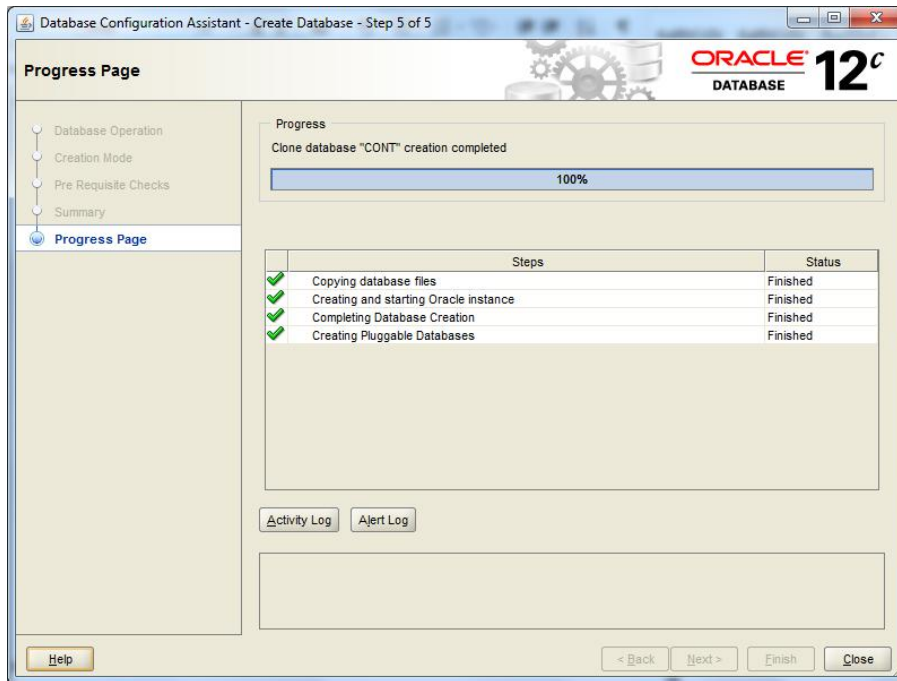 Database Configuration Assistant - Create Database - Step 5 of 5
Progress Page
ORACLE
DATABASE
12c
Database Operation
Creation Mode
Pre Requisite Checks
Summary
Progress Page
Progress
Clone database "CONT" creation completed
100%
Steps Status
Copying database files Finished
Creating and starting Oracle instance Finished
Completing Database Creation Finished
Creating Pluggable Databases Finished
Activity Log Alert Log
Help < Back Next > Finish Close